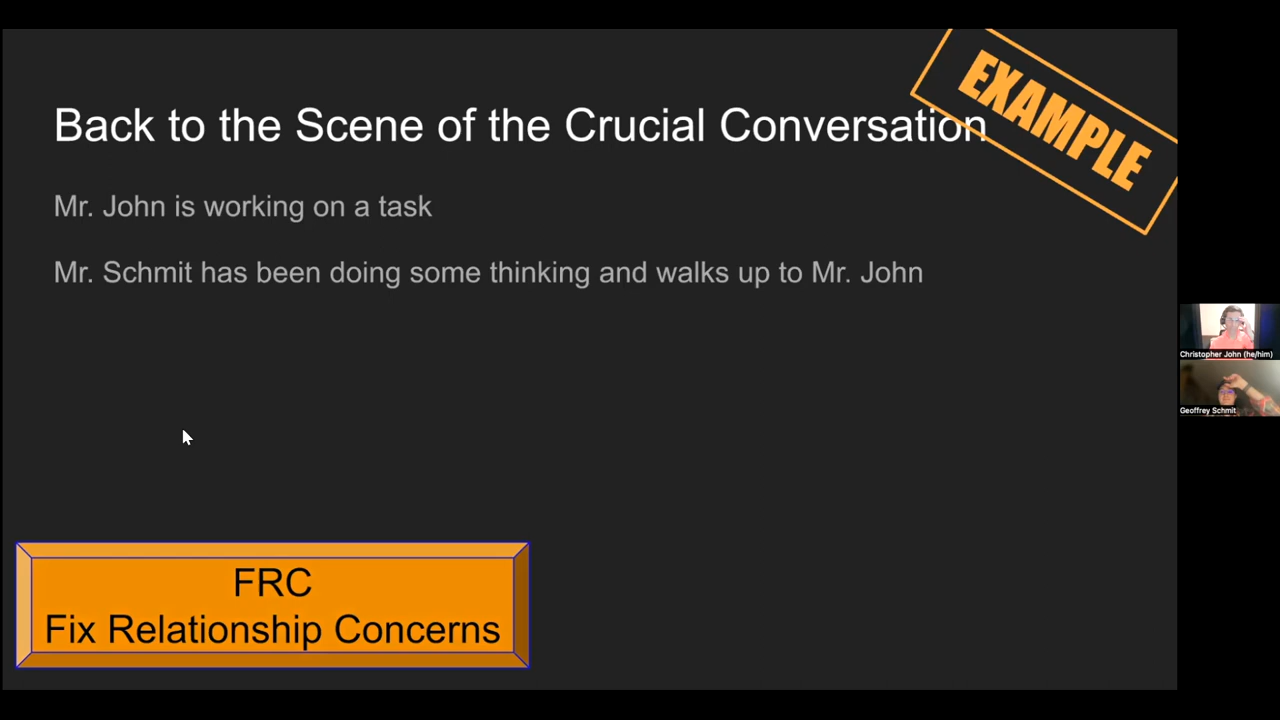 EXAMPLE
Back to the Scene of the Crucial Conversation
Mr. John is working on a task
Mr. Schmit has been doing some thinking and walks up to Mr. John
Christopher John (he/him)
Geoffrey Schmit
FRC
Fix Relationship Concerns